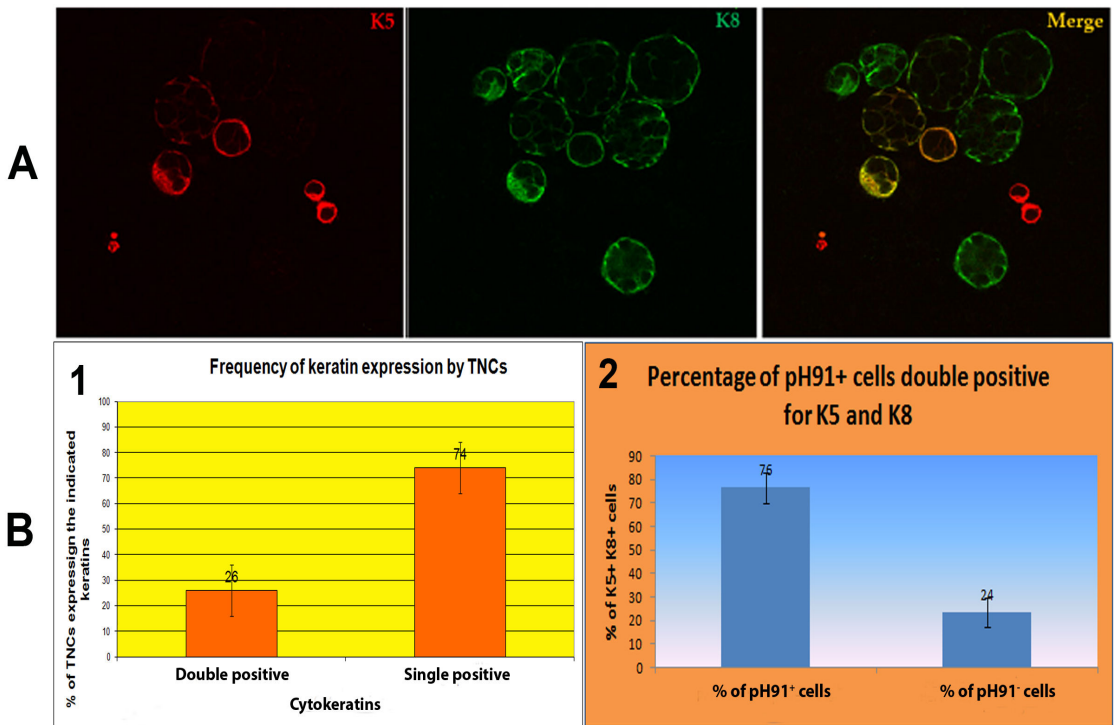 K5
K8
Merge
A
1
Frequency of keratin expression by TNCs
100
90
80
70
60
50
40
30
20
10
0
74
26
% of TNCs expressign the indicated
keratins
Double positive
Single positive
Cytokeratins
B
2
Percentage of pH91+ cells double positive
for K5 and K8
90
80
70
60
50
40
30
20
10
0
76
24
% of K5+ K8+ cells
% of pH91⁺ cells
% of pH91⁻ cells